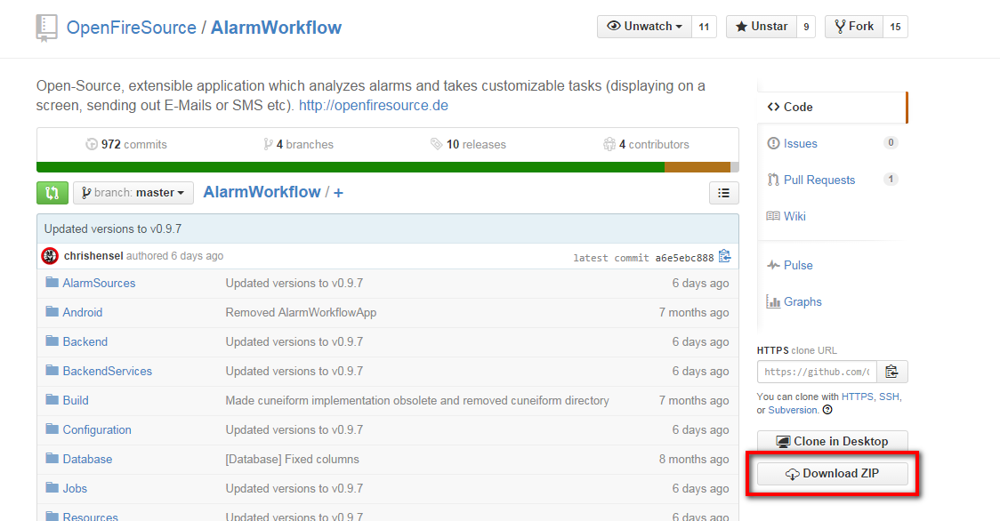 OpenFireSource / AlarmWorkflow
Unwatch 11 Unstar 9 Fork 15
Open-Source, extensible application which analyzes alarms and takes customizable tasks (displaying on a
screen, sending out E-Mails or SMS etc). http://openfiresource.de
972 commits 4 branches 10 releases 4 contributors
branch: master AlarmWorkflow / +
Updated versions to v0.9.7
chrishensel authored 6 days ago latest commit a6e5ebc888
AlarmSources Updated versions to v0.9.7 6 days ago
Android Removed AlarmWorkflowApp 7 months ago
Backend Updated versions to v0.9.7 6 days ago
BackendServices Updated versions to v0.9.7 6 days ago
Build Made cuneiform implementation obsolete and removed cuneiform directory 7 months ago
Configuration Updated versions to v0.9.7 6 days ago
Database [Database] Fixed columns 8 months ago
Jobs Updated versions to v0.9.7 6 days ago
Resources Updated versions to v0.9.7 6 days ago
Code
Issues 0
Pull Requests 1
Wiki
Pulse
Graphs
HTTPS clone URL
https://github.com/
You can clone with HTTPS, SSH,
or Subversion.
Clone in Desktop
Download ZIP